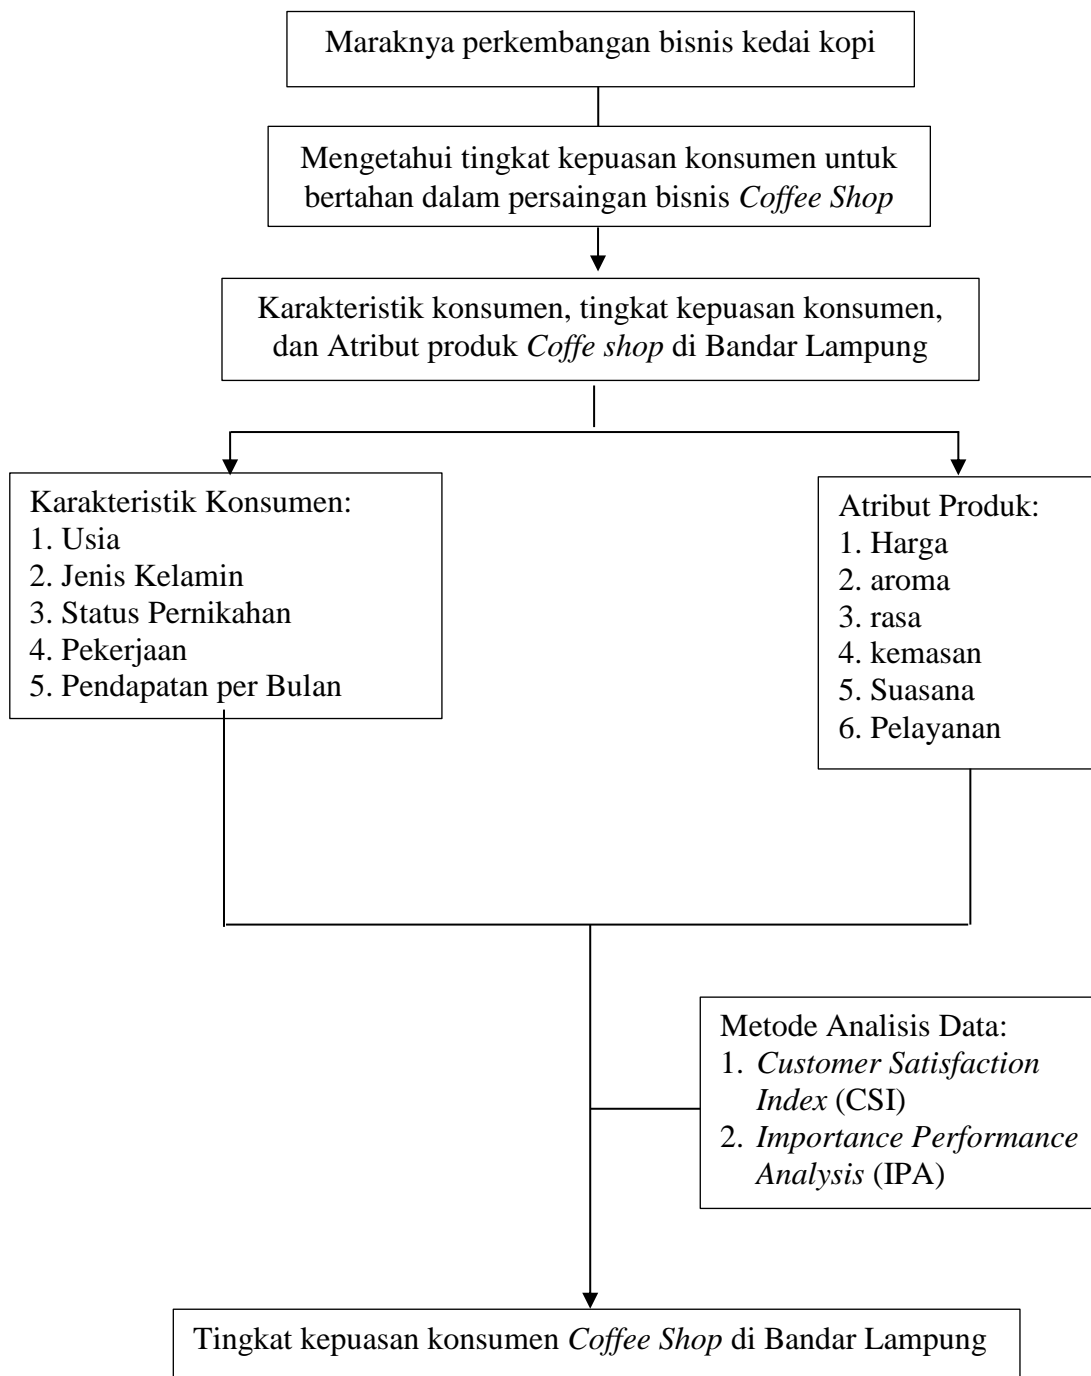 Maraknya perkembangan bisnis kedai kopi
Mengetahui tingkat kepuasan konsumen untuk
bertahan dalam persaingan bisnis Coffee Shop
Karakteristik konsumen, tingkat kepuasan konsumen,
dan Atribut produk Coffe shop di Bandar Lampung
Karakteristik Konsumen:
1. Usia
2. Jenis Kelamin
3. Status Pernikahan
4. Pekerjaan
5. Pendapatan per Bulan
Atribut Produk:
1. Harga
2. aroma
3. rasa
4. kemasan
5. Suasana
6. Pelayanan
Metode Analisis Data:
1. Customer Satisfaction
Index (CSI)
2. Importance Performance
Analysis (IPA)
Tingkat kepuasan konsumen Coffee Shop di Bandar Lampung